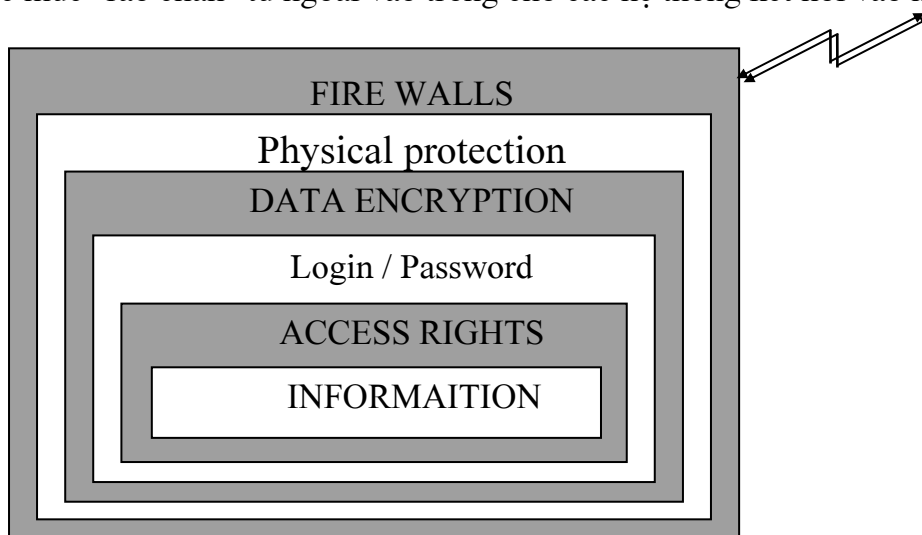 FIRE WALLS
Physical protection
DATA ENCRYPTION
Login / Password
ACCESS RIGHTS
INFORMAITION